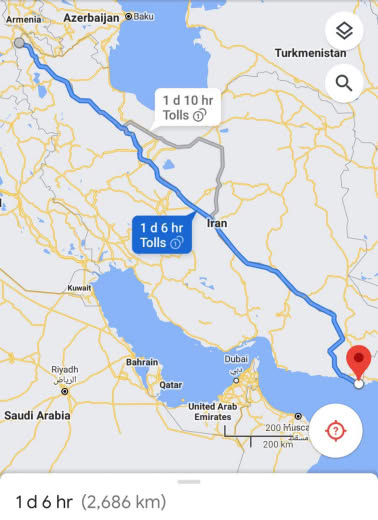 Armenia
Azerbaijan
Baku
Turkmenistan
1 d 10 hr
Tolls
1 d 6 hr
Tolls
Iran
Kuwait
Bahrain
Dubai
دبي
Riyadh
الرياض
Qatar
United Arab
Emirates
Saudi Arabia
200 mi
Musca
مسقط
200 km
1 d 6 hr (2,686 km)